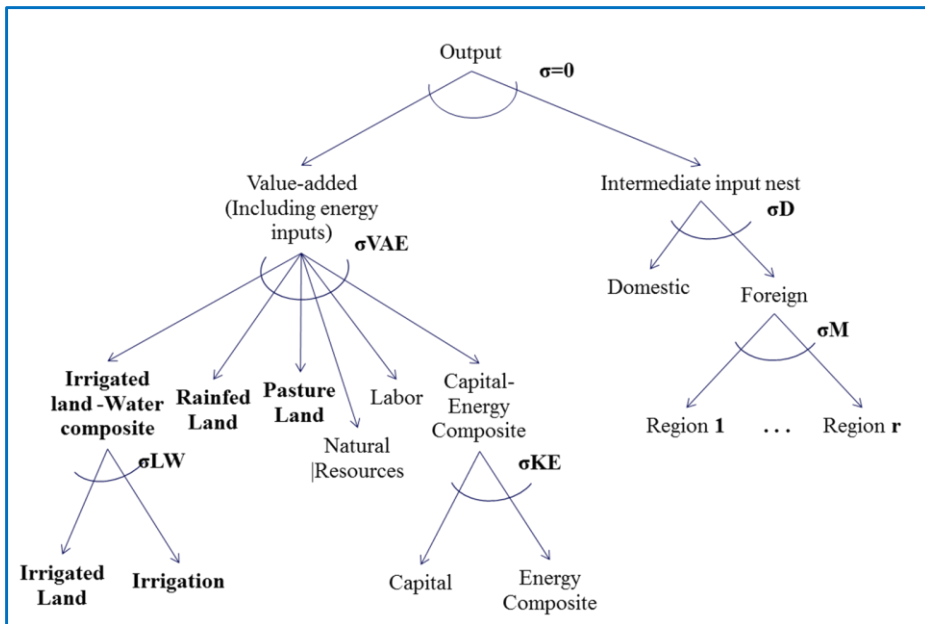 Output
σ=0
Value-added
(Including energy
inputs)
σVAE
Intermediate input nest
σD
Domestic
Foreign
σM
Region 1 . . . Region r
Irrigated
land -Water
composite
Rainfed
Land
Pasture
Land
Natural
|Resources
Labor
Capital-
Energy
Composite
σLW
σKE
Irrigated
Land
Irrigation
Capital
Energy
Composite